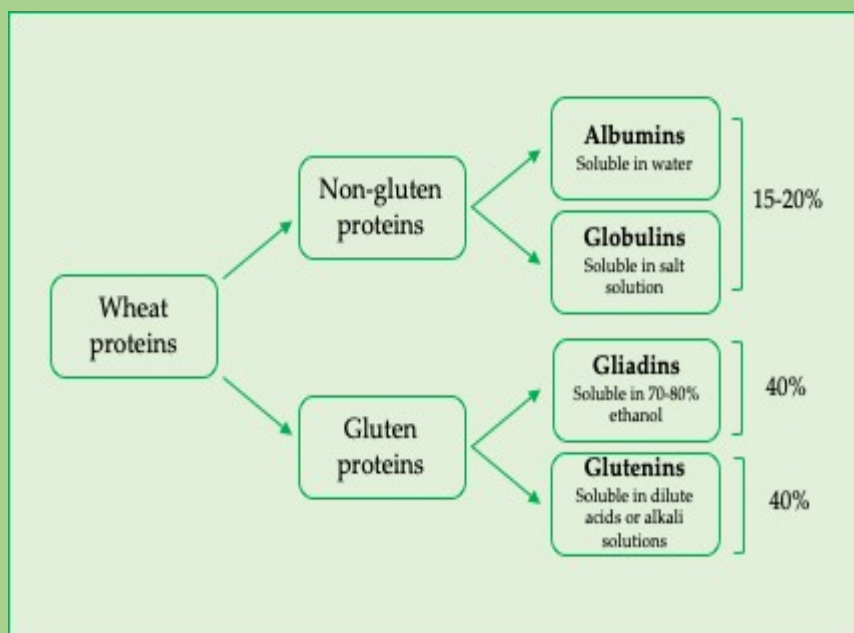 Wheat
proteins
Non-gluten
proteins
Gluten
proteins
Albumins
Soluble in water
Globulins
Soluble in salt
solution
15-20%
Gliadins
Soluble in 70-80%
ethanol
40%
Glutenins
Soluble in dilute
acids or alkali
solutions
40%